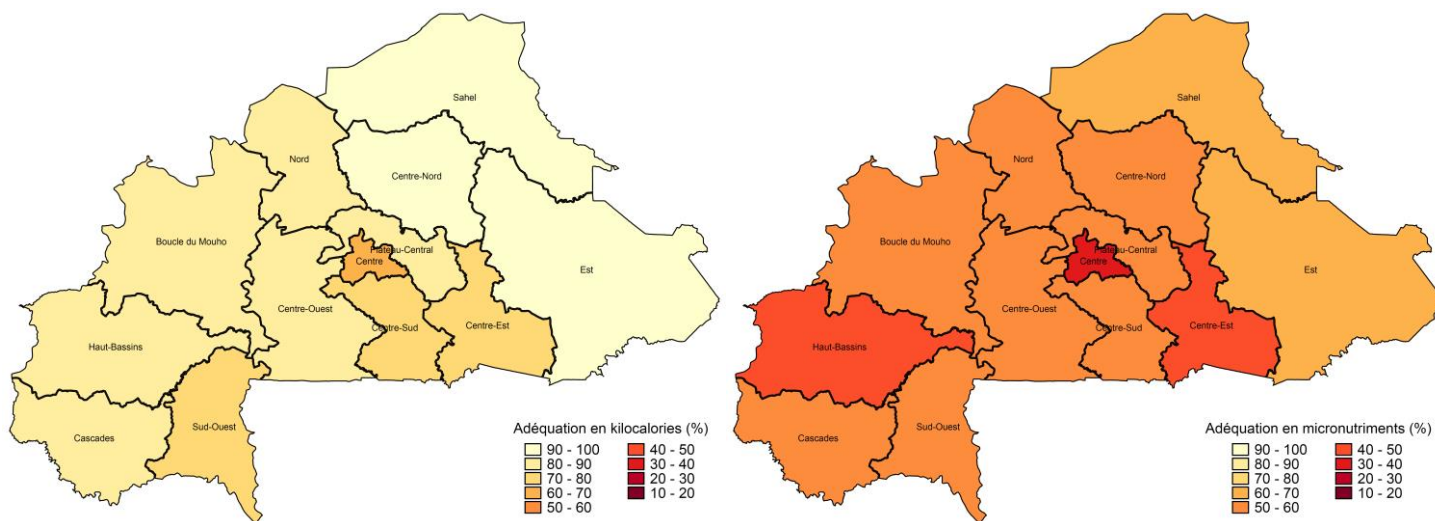 Sahel
Nord
Centre-Nord
Boucle du Mouho
Plateau-Central
Centre
Est
Centre-Ouest
Centre-Sud
Centre-Est
Haut-Bassins
Cascades
Sud-Ouest
Adéquation en kilocalories (%)
90 - 100
80 - 90
70 - 80
60 - 70
50 - 60
40 - 50
30 - 40
20 - 30
10 - 20
Sahel
Nord
Centre-Nord
Boucle du Mouho
Plateau-Central
Centre
Est
Centre-Ouest
Centre-Sud
Centre-Est
Haut-Bassins
Cascades
Sud-Ouest
Adéquation en micronutriments (%)
90 - 100
80 - 90
70 - 80
60 - 70
50 - 60
40 - 50
30 - 40
20 - 30
10 - 20